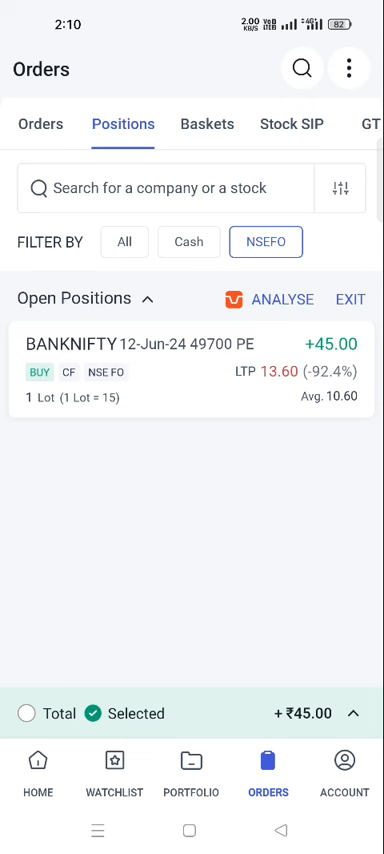 2:10 2.00 KB/S VoD LTE 4G 82
Orders
Orders Positions Baskets Stock SIP GT
Search for a company or a stock
FILTER BY All Cash NSEFO
Open Positions ANALYSE EXIT
BANKNIFTY 12-Jun-24 49700 PE +45.00
BUY CF NSE FO LTP 13.60 (-92.4%)
1 Lot (1 Lot = 15) Avg. 10.60
Total Selected + ₹45.00
HOME WATCHLIST PORTFOLIO ORDERS ACCOUNT